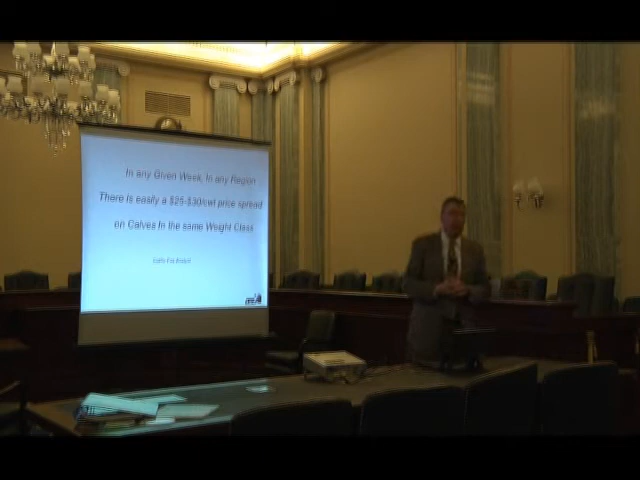 In any Given Week, In any Region
There is easily a $25-$30/cwt price spread
on Calves In the same Weight Class